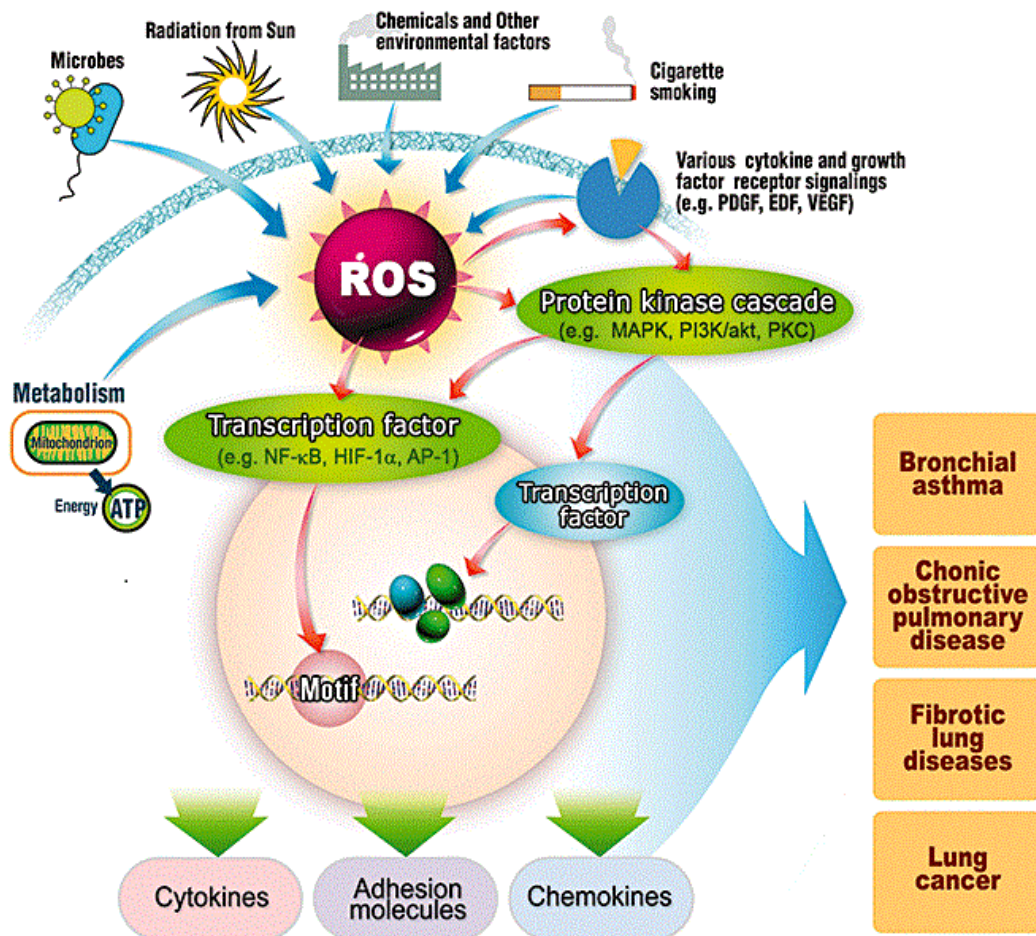 Microbes
Radiation from Sun
Chemicals and Other
environmental factors
Cigarette
smoking
Various cytokine and growth
factor receptor signalings
(e.g. PDGF, EDF, VEGF)
ROS
Protein kinase cascade
(e.g. MAPK, PI3K/akt, PKC)
Metabolism
Mitochondrion
Energy
ATP
Transcription factor
(e.g. NF-κB, HIF-1α, AP-1)
Transcription
factor
Motif
Cytokines
Adhesion
molecules
Chemokines
Bronchial
asthma
Chonic
obstructive
pulmonary
disease
Fibrotic
lung
diseases
Lung
cancer